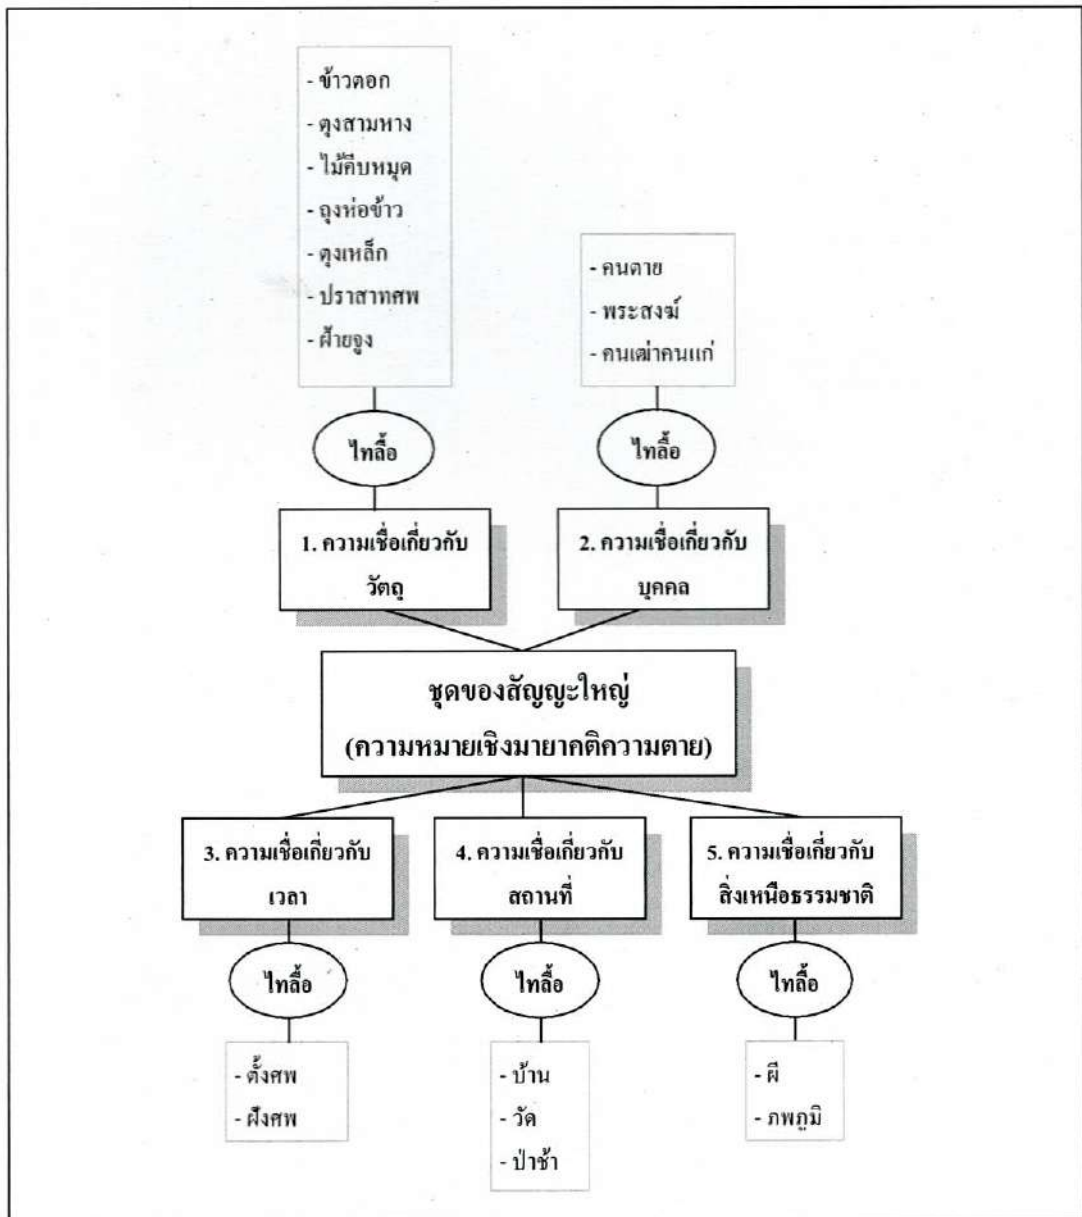 - ข้าวตอก
- ตุงสามหาง
- ไม้คีบหมุด
- ถุงห่อข้าว
- ตุงเหล็ก
- ปราสาทศพ
- ฝ้ายจูง
- คนตาย
- พระสงฆ์
- คนเฒ่าคนแก่
ไทลื้อ
ไทลื้อ
1. ความเชื่อเกี่ยวกับ
วัตถุ
2. ความเชื่อเกี่ยวกับ
บุคคล
ชุดของสัญญะใหญ่
(ความหมายเชิงมายาคติความตาย)
3. ความเชื่อเกี่ยวกับ
เวลา
4. ความเชื่อเกี่ยวกับ
สถานที่
5. ความเชื่อเกี่ยวกับ
สิ่งเหนือธรรมชาติ
ไทลื้อ
ไทลื้อ
ไทลื้อ
- ตั้งศพ
- ฝังศพ
- บ้าน
- วัด
- ป่าช้า
- ผี
- ภพภูมิ